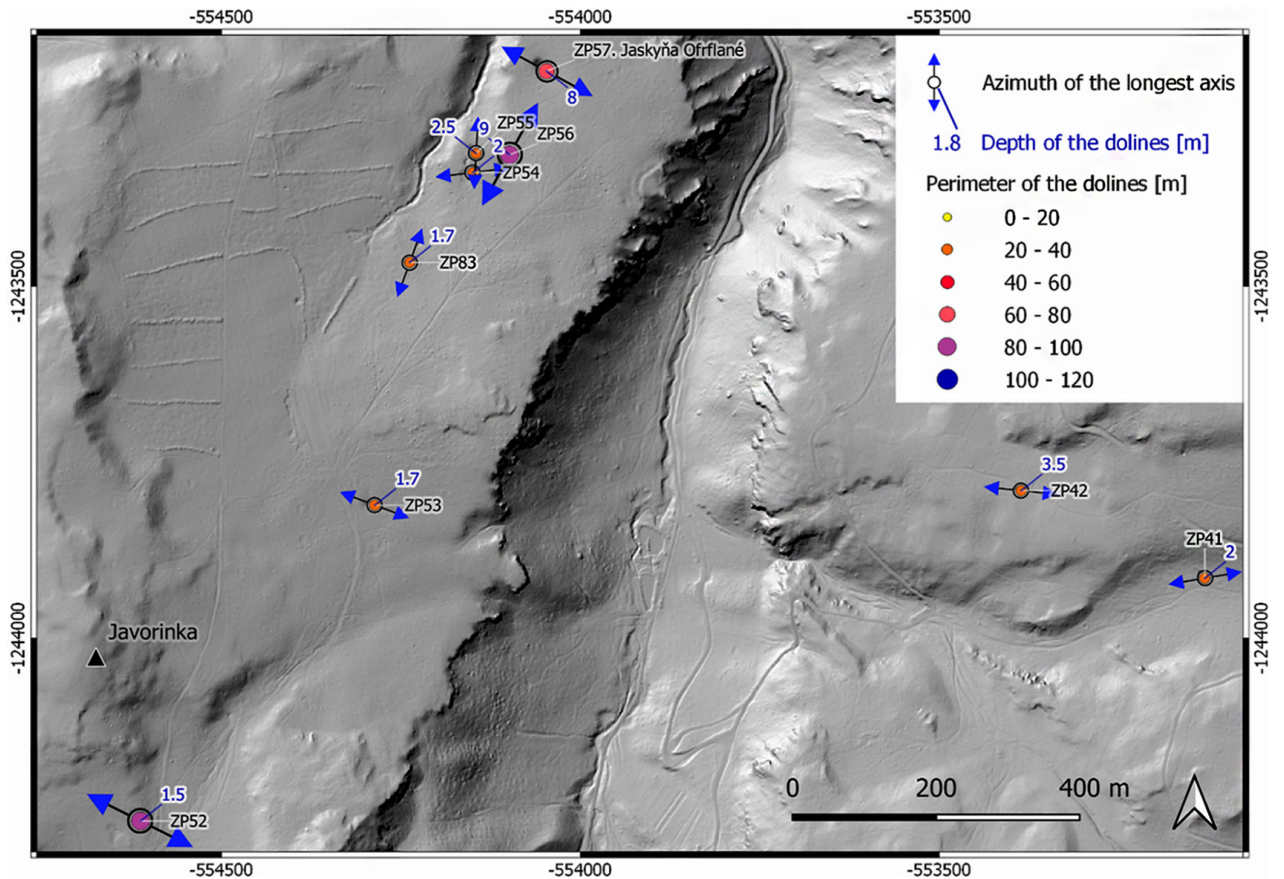 -554500
-554000
-553500
ZP57. Jaskyňa Ofrflané
8
Azimuth of the longest axis
1.8
Depth of the dolines [m]
Perimeter of the dolines [m]
0 - 20
20 - 40
40 - 60
60 - 80
80 - 100
100 - 120
2.5
9
ZP55
ZP56
2
ZP54
1.7
ZP83
-1243500
-1243500
1.7
ZP53
3.5
ZP42
ZP41
2
Javorinka
-1244000
-1244000
1.5
ZP52
0
200
400 m
-554500
-554000
-553500